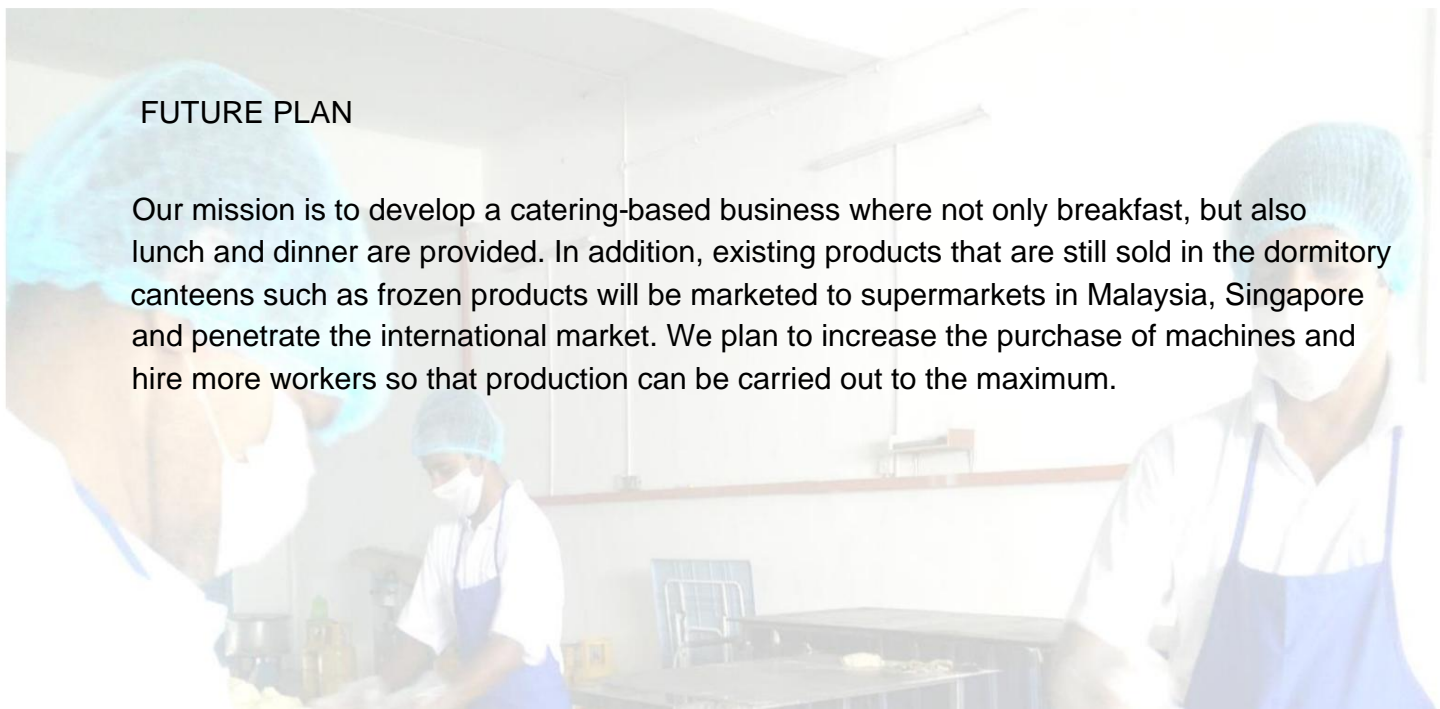 FUTURE PLAN
Our mission is to develop a catering-based business where not only breakfast, but also
lunch and dinner are provided. In addition, existing products that are still sold in the dormitory
canteens such as frozen products will be marketed to supermarkets in Malaysia, Singapore
and penetrate the international market. We plan to increase the purchase of machines and
hire more workers so that production can be carried out to the maximum.